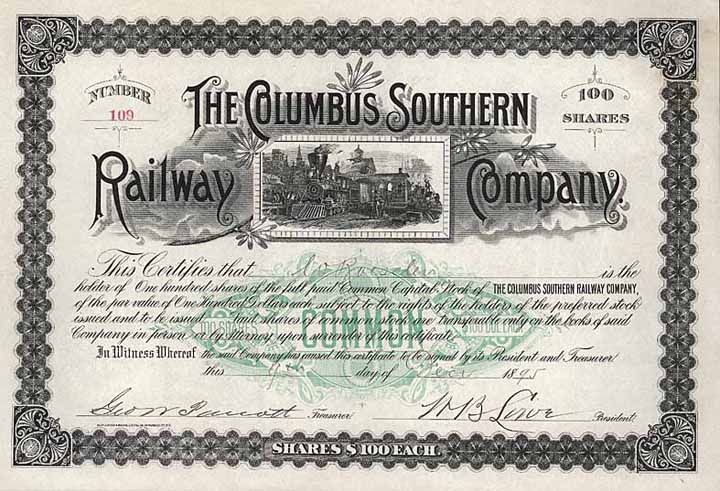 NUMBER
109
100
SHARES
THE COLUMBUS SOUTHERN
Railway Company.
This Certifies that is the
holder of One hundred shares of the full paid Common Capital Stock of THE COLUMBUS SOUTHERN RAILWAY COMPANY,
of the par value of One Hundred Dollars each, subject to the rights of the holders of the preferred stock
issued and to be issued. Said shares of common stock are transferable only on the books of said
Company in person or by Attorney upon surrender of this certificate.
COMMON
In Witness Whereof the said Company has caused this certificate to be signed by its President and Treasurer
this 9th day of 1895
Treasurer
W B Lowe President.
SHARES $100 EACH.